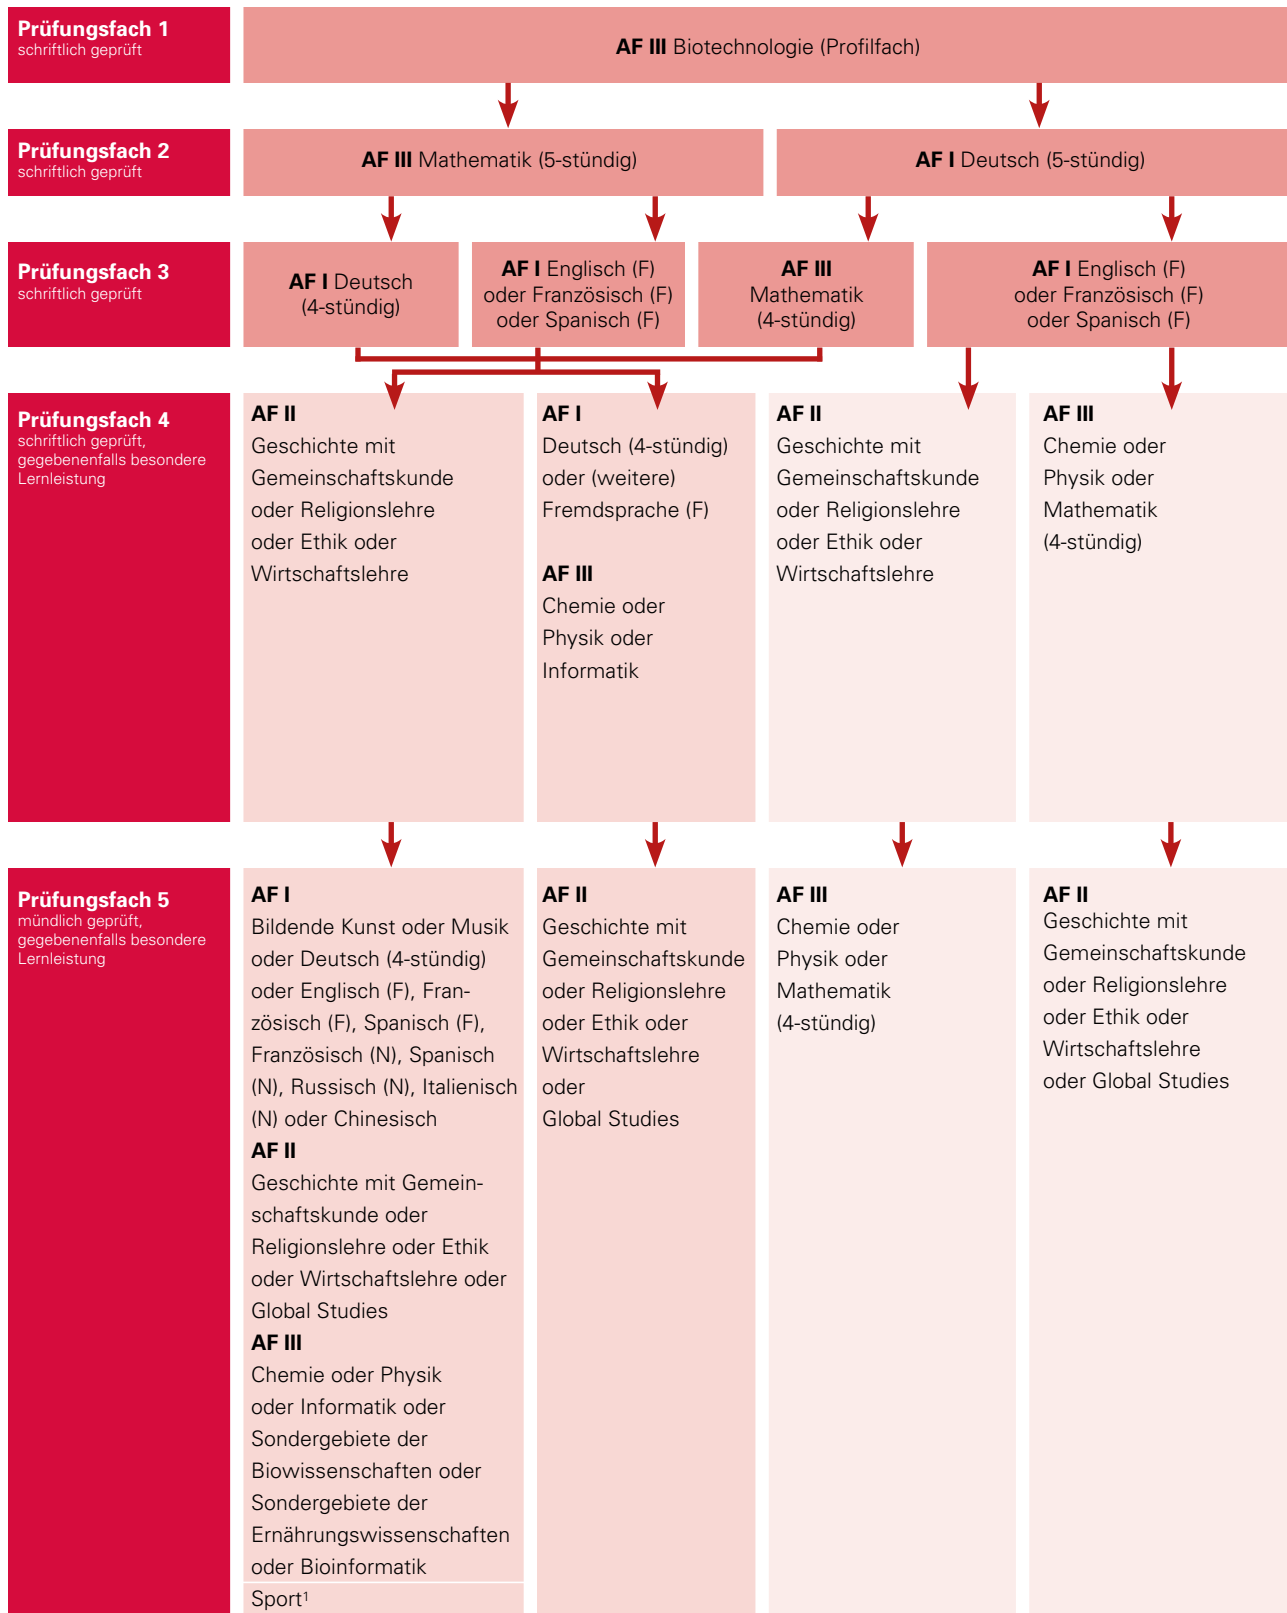 Prüfungsfach 1
schriftlich geprüft
AF III Biotechnologie (Profilfach)
Prüfungsfach 2
schriftlich geprüft
AF III Mathematik (5-stündig)
AF I Deutsch (5-stündig)
Prüfungsfach 3
schriftlich geprüft
AF I Deutsch
(4-stündig)
AF I Englisch (F)
oder Französisch (F)
oder Spanisch (F)
AF III
Mathematik
(4-stündig)
AF I Englisch (F)
oder Französisch (F)
oder Spanisch (F)
Prüfungsfach 4
schriftlich geprüft,
gegebenenfalls besondere
Lernleistung
AF II
Geschichte mit
Gemeinschaftskunde
oder Religionslehre
oder Ethik oder
Wirtschaftslehre
AF I
Deutsch (4-stündig)
oder (weitere)
Fremdsprache (F)
AF III
Chemie oder
Physik oder
Informatik
AF II
Geschichte mit
Gemeinschaftskunde
oder Religionslehre
oder Ethik oder
Wirtschaftslehre
AF III
Chemie oder
Physik oder
Mathematik
(4-stündig)
Prüfungsfach 5
mündlich geprüft,
gegebenenfalls besondere
Lernleistung
AF I
Bildende Kunst oder Musik
oder Deutsch (4-stündig)
oder Englisch (F), Fran-
zösisch (F), Spanisch (F),
Französisch (N), Spanisch
(N), Russisch (N), Italienisch
(N) oder Chinesisch
AF II
Geschichte mit Gemein-
schaftskunde oder
Religionslehre oder Ethik
oder Wirtschaftslehre oder
Global Studies
AF III
Chemie oder Physik
oder Informatik oder
Sondergebiete der
Biowissenschaften oder
Sondergebiete der
Ernährungswissenschaften
oder Bioinformatik
Sport¹
AF II
Geschichte mit
Gemeinschaftskunde
oder Religionslehre
oder Ethik oder
Wirtschaftslehre
oder
Global Studies
AF III
Chemie oder
Physik oder
Mathematik
(4-stündig)
AF II
Geschichte mit
Gemeinschaftskunde
oder Religionslehre
oder Ethik oder
Wirtschaftslehre
oder Global Studies